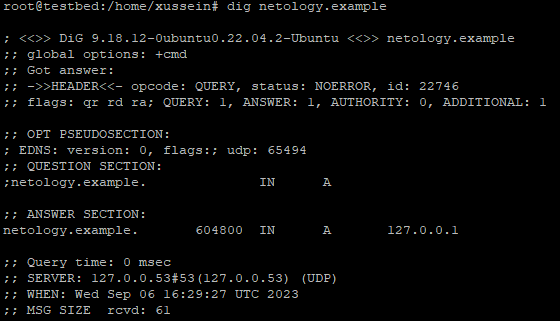 root@testbed:/home/xussein# dig netology.example
; <<>> DiG 9.18.12-0ubuntu0.22.04.2-Ubuntu <<>> netology.example
;; global options: +cmd
;; Got answer:
;; ->>HEADER<<- opcode: QUERY, status: NOERROR, id: 22746
;; flags: qr rd ra; QUERY: 1, ANSWER: 1, AUTHORITY: 0, ADDITIONAL: 1
;; OPT PSEUDOSECTION:
; EDNS: version: 0, flags:; udp: 65494
;; QUESTION SECTION:
;netology.example. IN A
;; ANSWER SECTION:
netology.example. 604800 IN A 127.0.0.1
;; Query time: 0 msec
;; SERVER: 127.0.0.53#53(127.0.0.53) (UDP)
;; WHEN: Wed Sep 06 16:29:27 UTC 2023
;; MSG SIZE rcvd: 61